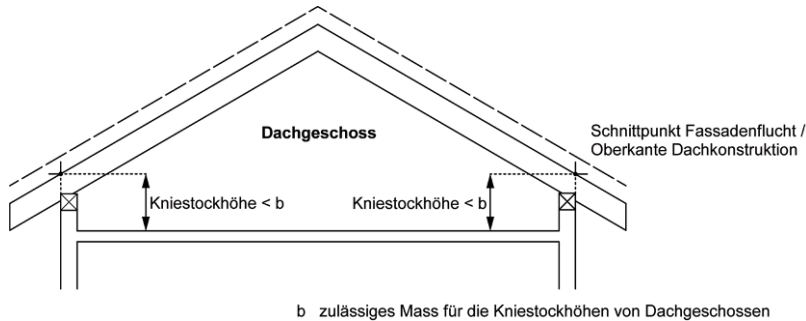 Dachgeschoss
Schnittpunkt Fassadenflucht /
Oberkante Dachkonstruktion
Kniestockhöhe < b
Kniestockhöhe < b
b zulässiges Mass für die Kniestockhöhen von Dachgeschossen